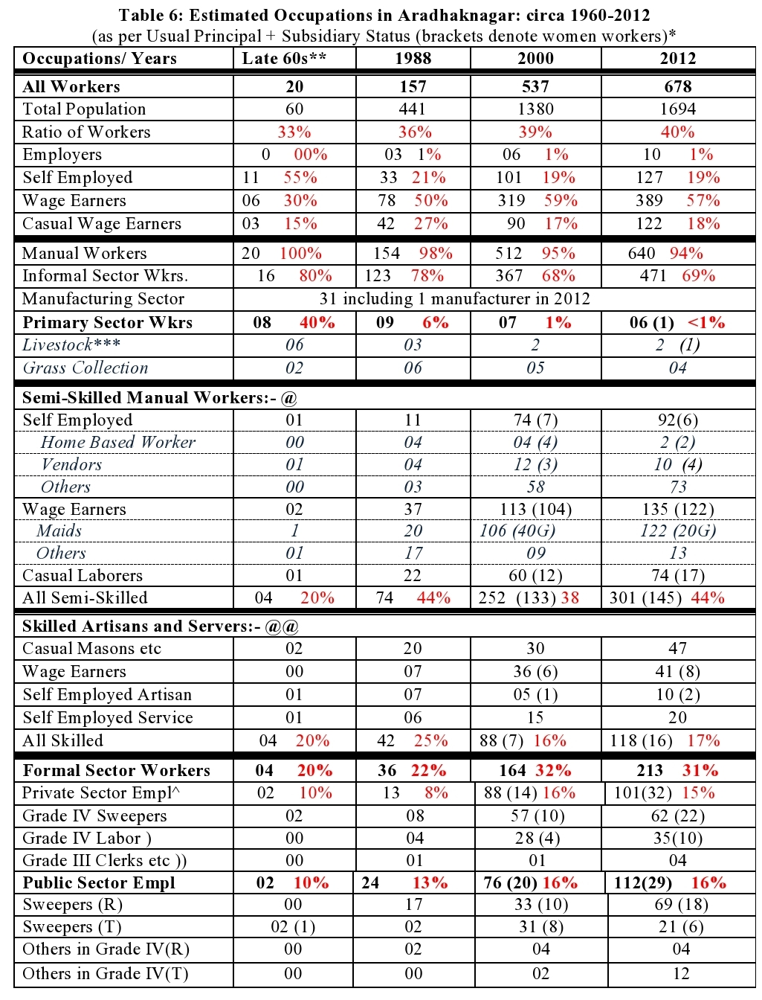 Table 6: Estimated Occupations in Aradhaknagar: circa 1960-2012
(as per Usual Principal + Subsidiary Status (brackets denote women workers)*
Occupations/ Years Late 60s** 1988 2000 2012
All Workers 20 157 537 678
Total Population 60 441 1380 1694
Ratio of Workers 33% 36% 39% 40%
Employers 0 00% 03 1% 06 1% 10 1%
Self Employed 11 55% 33 21% 101 19% 127 19%
Wage Earners 06 30% 78 50% 319 59% 389 57%
Casual Wage Earners 03 15% 42 27% 90 17% 122 18%
Manual Workers 20 100% 154 98% 512 95% 640 94%
Informal Sector Wkrs. 16 80% 123 78% 367 68% 471 69%
Manufacturing Sector 31 including 1 manufacturer in 2012
Primary Sector Wkrs 08 40% 09 6% 07 1% 06 (1) <1%
Livestock*** 06 03 2 2 (1)
Grass Collection 02 06 05 04
Semi-Skilled Manual Workers:- @
Self Employed 01 11 74 (7) 92(6)
Home Based Worker 00 04 04 (4) 2 (2)
Vendors 01 04 12 (3) 10 (4)
Others 00 03 58 73
Wage Earners 02 37 113 (104) 135 (122)
Maids 1 20 106 (40G) 122 (20G)
Others 01 17 09 13
Casual Laborers 01 22 60 (12) 74 (17)
All Semi-Skilled 04 20% 74 44% 252 (133) 38 301 (145) 44%
Skilled Artisans and Servers:- @@
Casual Masons etc 02 20 30 47
Wage Earners 00 07 36 (6) 41 (8)
Self Employed Artisan 01 07 05 (1) 10 (2)
Self Employed Service 01 06 15 20
All Skilled 04 20% 42 25% 88 (7) 16% 118 (16) 17%
Formal Sector Workers 04 20% 36 22% 164 32% 213 31%
Private Sector Empl^ 02 10% 13 8% 88 (14) 16% 101(32) 15%
Grade IV Sweepers 02 08 57 (10) 62 (22)
Grade IV Labor ) 00 04 28 (4) 35(10)
Grade III Clerks etc )) 00 01 01 04
Public Sector Empl 02 10% 24 13% 76 (20) 16% 112(29) 16%
Sweepers (R) 00 17 33 (10) 69 (18)
Sweepers (T) 02 (1) 02 31 (8) 21 (6)
Others in Grade IV(R) 00 02 04 04
Others in Grade IV(T) 00 00 02 12